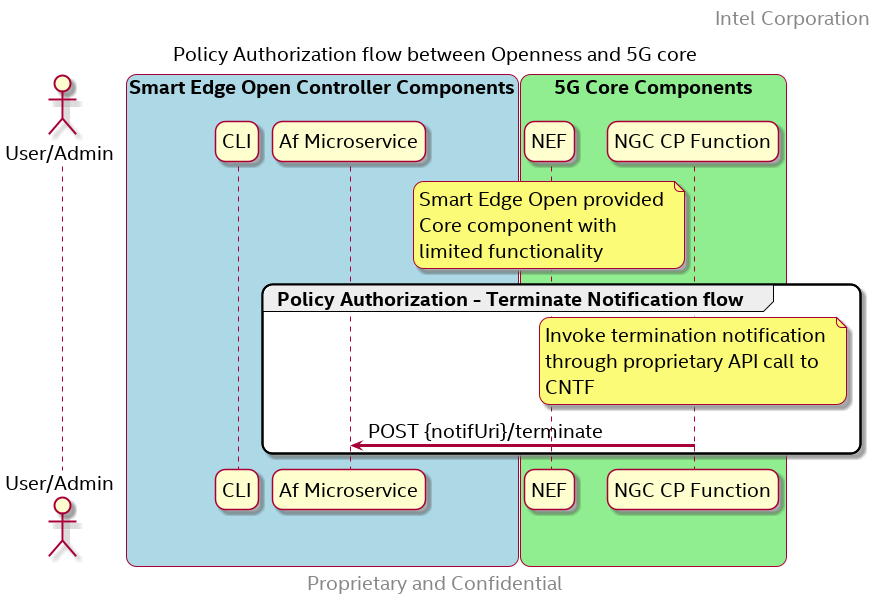 Intel Corporation
Policy Authorization flow between Openness and 5G core
Smart Edge Open Controller Components
5G Core Components
User/Admin
CLI
Af Microservice
NEF
NGC CP Function
Smart Edge Open provided
Core component with
limited functionality
Policy Authorization - Terminate Notification flow
Invoke termination notification
through proprietary API call to
CNTF
POST {notifUri}/terminate
User/Admin
CLI
Af Microservice
NEF
NGC CP Function
Proprietary and Confidential